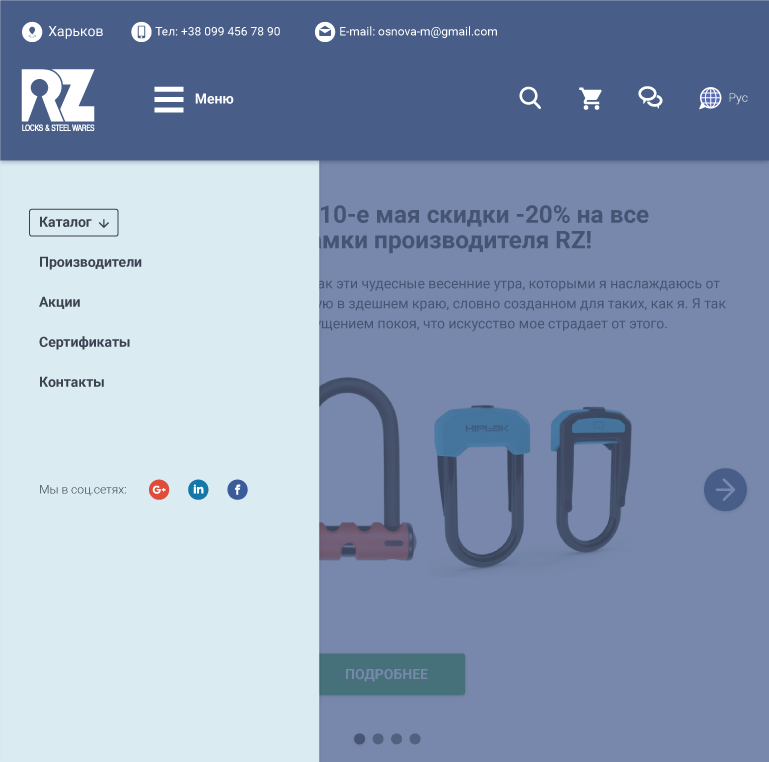 Харьков
Тел: +38 099 456 78 90
E-mail: osnova-m@gmail.com
RZ
LOCKS & STEEL WARES
Меню
Рус
Каталог
Производители
Акции
Сертификаты
Контакты
Мы в соц.сетях:
G+
in
f
10-е мая скидки -20% на все
амки производителя RZ!
ак эти чудесные весенние утра, которыми я наслаждаюсь от
ую в здешнем краю, словно созданном для таких, как я. Я так
ущением покоя, что искусство мое страдает от этого.
HIPLOK
ПОДРОБНЕЕ